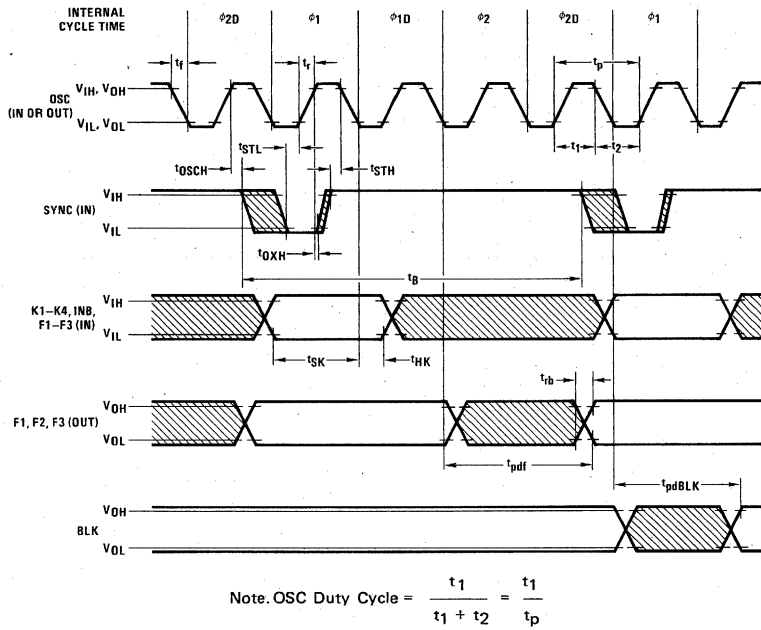 INTERNAL
CYCLE TIME
ϕ2D ϕ1 ϕ1D ϕ2 ϕ2D ϕ1
tf tr tp
VIH, VOH
OSC
(IN OR OUT)
VIL, VOL
tSTL t1 t2
tOSCH tSTH
VIH
SYNC (IN)
VIL
tOXH
tB
VIH
K1–K4, INB,
F1–F3 (IN)
VIL
tSK tHK
trb
VOH
F1, F2, F3 (OUT)
VOL
tpdf
tpdBLK
VOH
BLK
VOL
Note. OSC Duty Cycle = t1 / t1 + t2 = t1 / tp